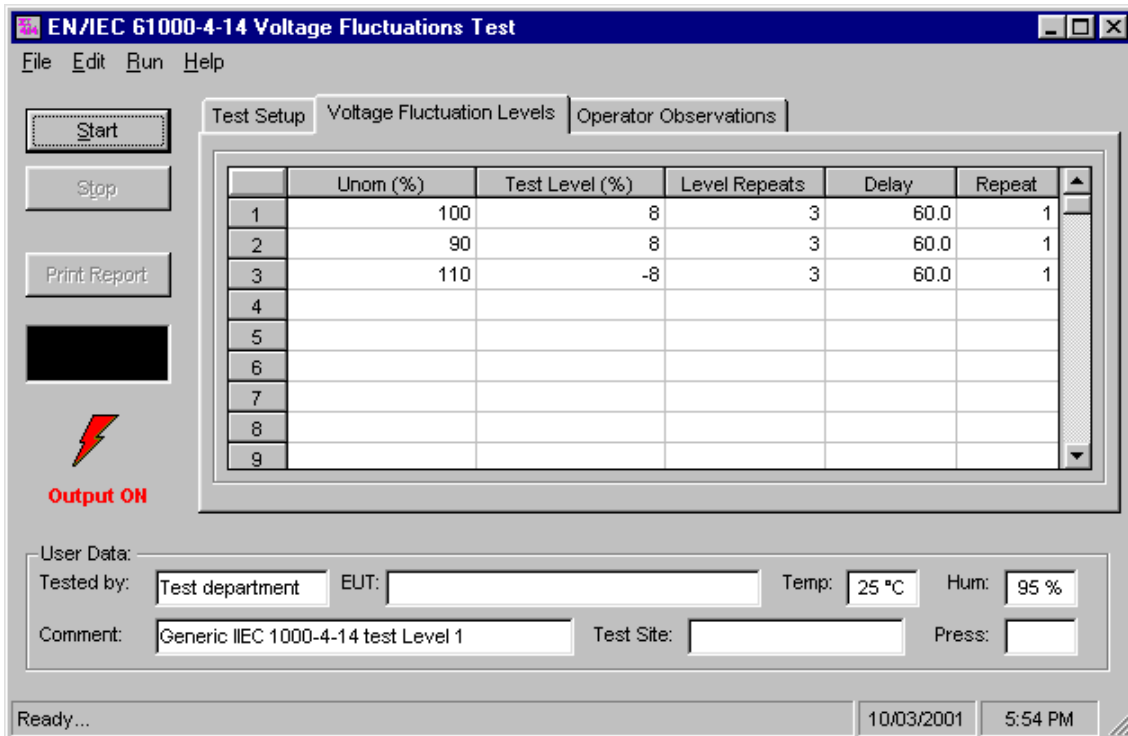 EN/IEC 61000-4-14 Voltage Fluctuations Test
File Edit Run Help
Start
Stop
Print Report
Output ON
Test Setup Voltage Fluctuation Levels Operator Observations
Unom (%) Test Level (%) Level Repeats Delay Repeat
1 100 8 3 60.0 1
2 90 8 3 60.0 1
3 110 -8 3 60.0 1
4
5
6
7
8
9
User Data:
Tested by: Test department EUT: Temp: 25 °C Hum: 95 %
Comment: Generic IIEC 1000-4-14 test Level 1 Test Site: Press:
Ready... 10/03/2001 5:54 PM